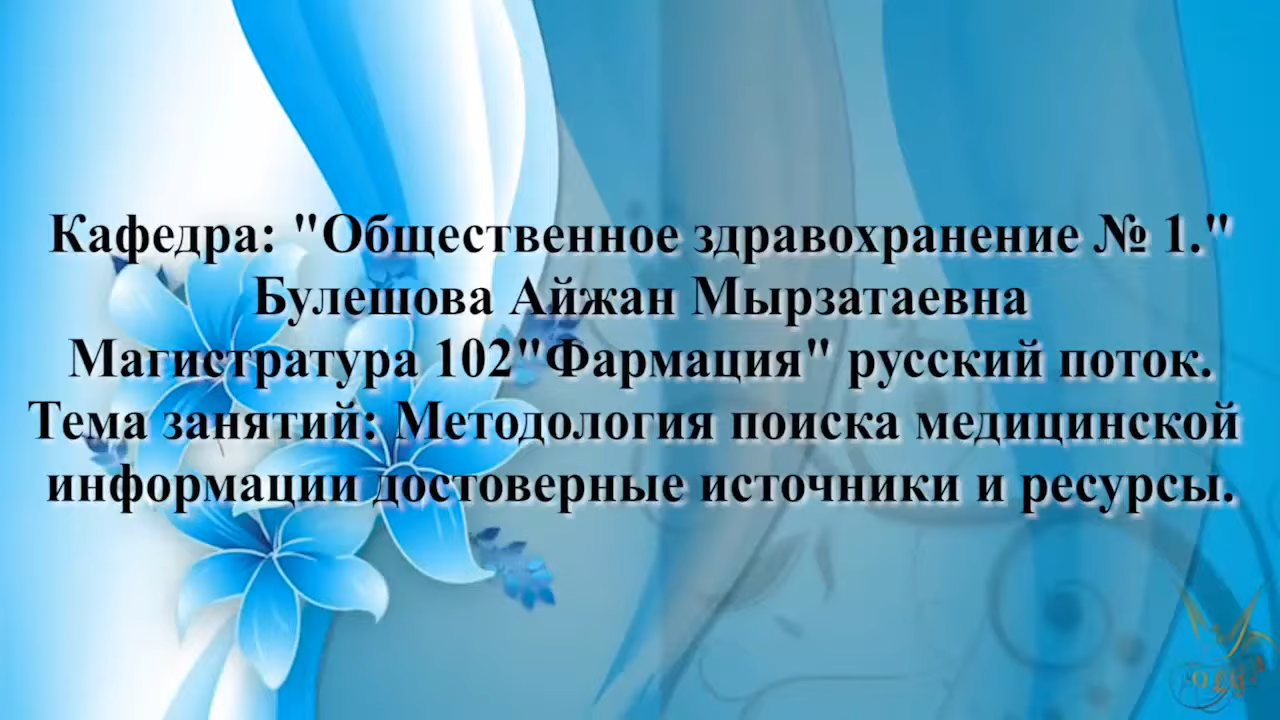 Кафедра: "Общественное здравохранение № 1."
Булешова Айжан Мырзатаевна
Магистратура 102"Фармация" русский поток.
Тема занятий: Методология поиска медицинской
информации достоверные источники и ресурсы.